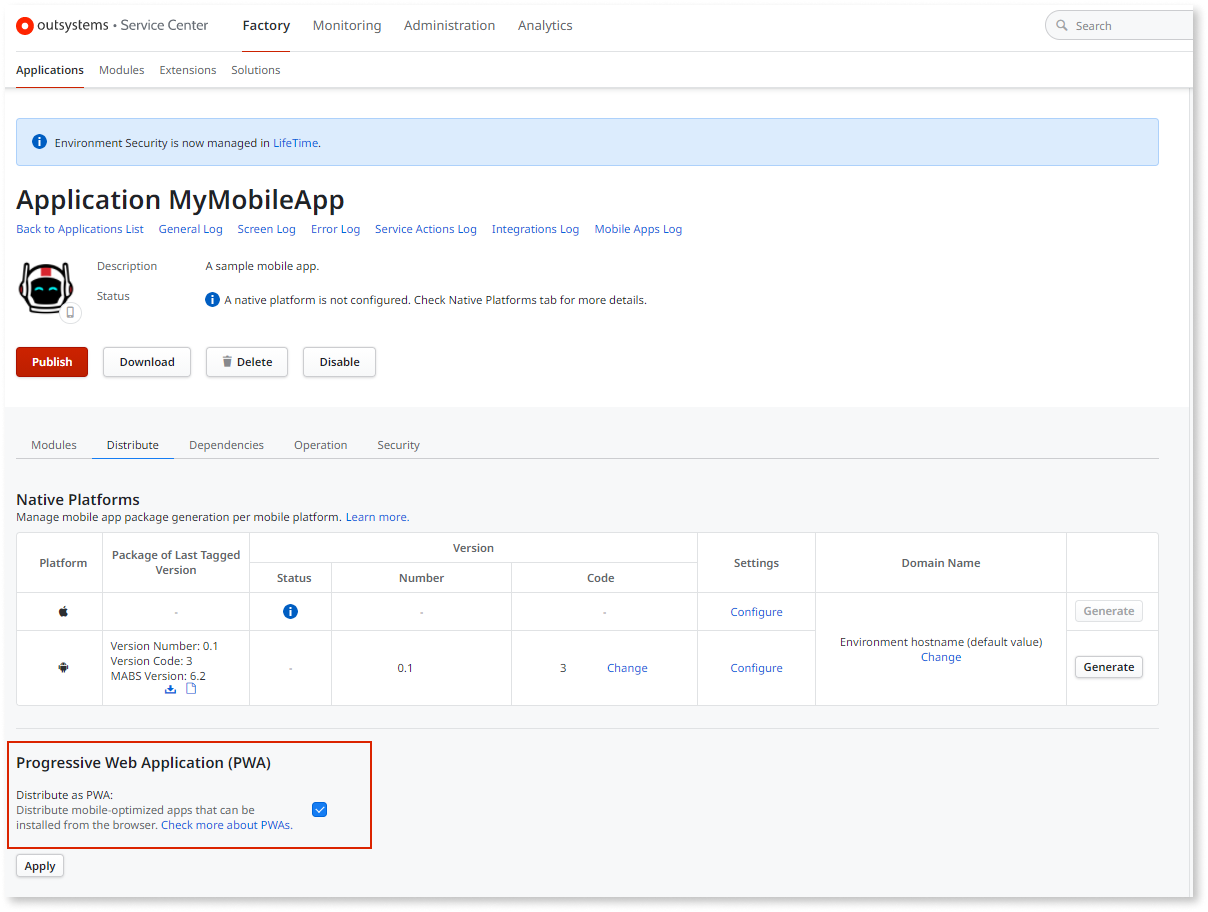 outsystems • Service Center
Factory Monitoring Administration Analytics
Search
Applications Modules Extensions Solutions
Environment Security is now managed in LifeTime.
Application MyMobileApp
Back to Applications List General Log Screen Log Error Log Service Actions Log Integrations Log Mobile Apps Log
Description A sample mobile app.
Status A native platform is not configured. Check Native Platforms tab for more details.
Publish Download Delete Disable
Modules Distribute Dependencies Operation Security
Native Platforms
Manage mobile app package generation per mobile platform. Learn more.
Platform
Package of Last Tagged
Version
Version
Status Number Code
Settings
Domain Name
- - -
Configure
Generate
Version Number: 0.1
Version Code: 3
MABS Version: 6.2
- 0.1 3 Change
Configure
Environment hostname (default value)
Change
Generate
Progressive Web Application (PWA)
Distribute as PWA:
Distribute mobile-optimized apps that can be
installed from the browser. Check more about PWAs.
Apply